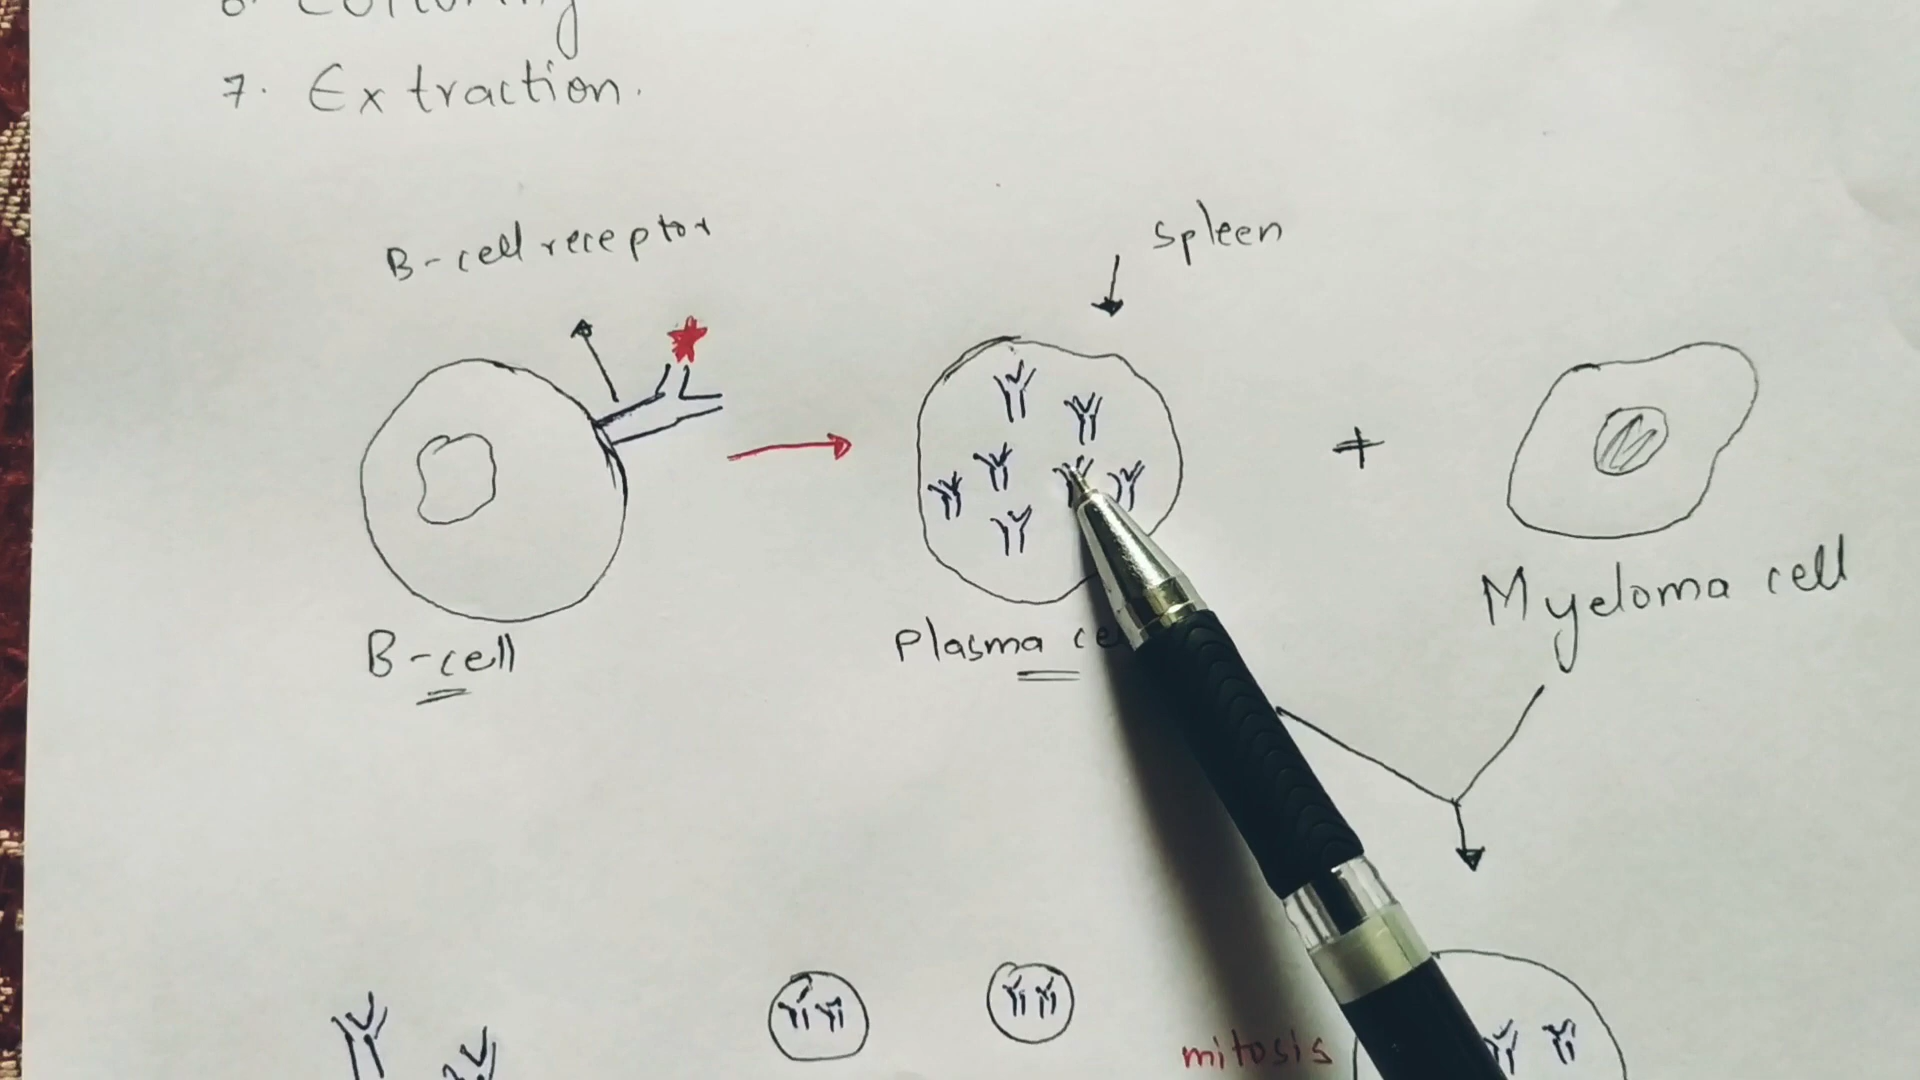 7. Extraction.
B-cell receptor
Spleen
+
B-cell
Plasma
Myeloma cell
mitosis